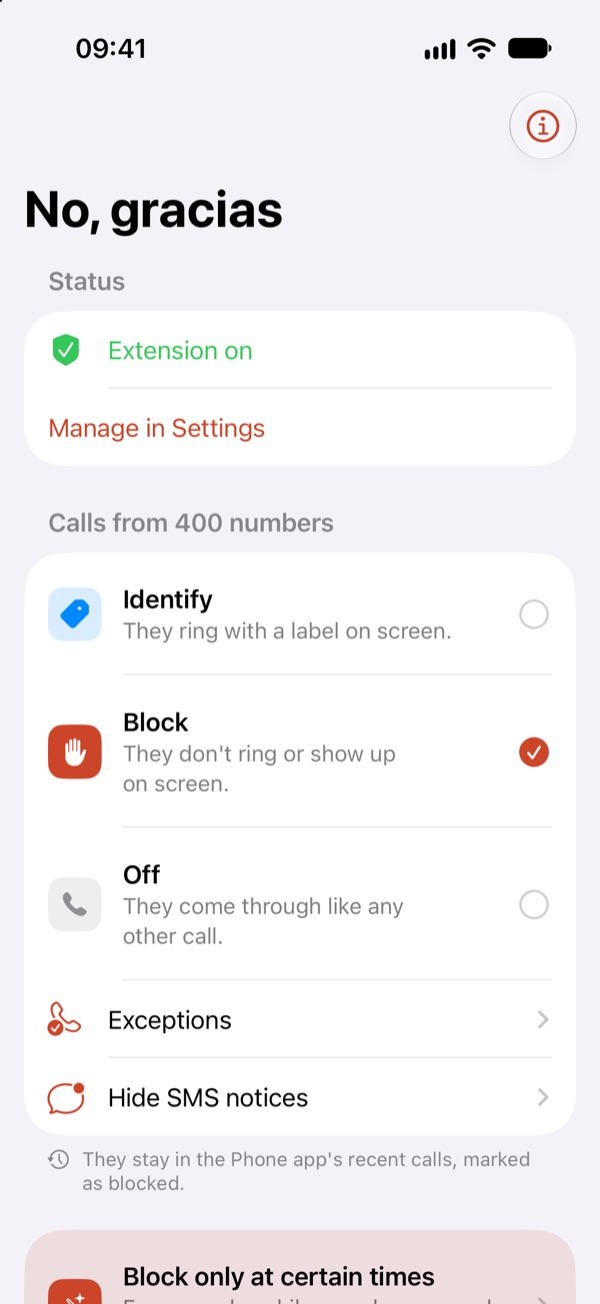 09:41
No, gracias
Status
Extension on
Manage in Settings
Calls from 400 numbers
Identify
They ring with a label on screen.
Block
They don't ring or show up
on screen.
Off
They come through like any
other call.
Exceptions
Hide SMS notices
They stay in the Phone app's recent calls, marked
as blocked.
Block only at certain times